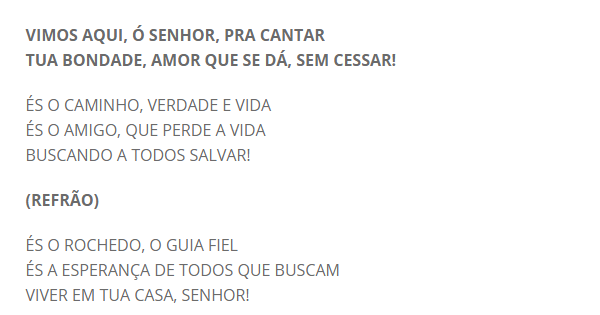 VIMOS AQUI, Ó SENHOR, PRA CANTAR
TUA BONDADE, AMOR QUE SE DÁ, SEM CESSAR!
ÉS O CAMINHO, VERDADE E VIDA
ÉS O AMIGO, QUE PERDE A VIDA
BUSCANDO A TODOS SALVAR!
(REFRÃO)
ÉS O ROCHEDO, O GUIA FIEL
ÉS A ESPERANÇA DE TODOS QUE BUSCAM
VIVER EM TUA CASA, SENHOR!